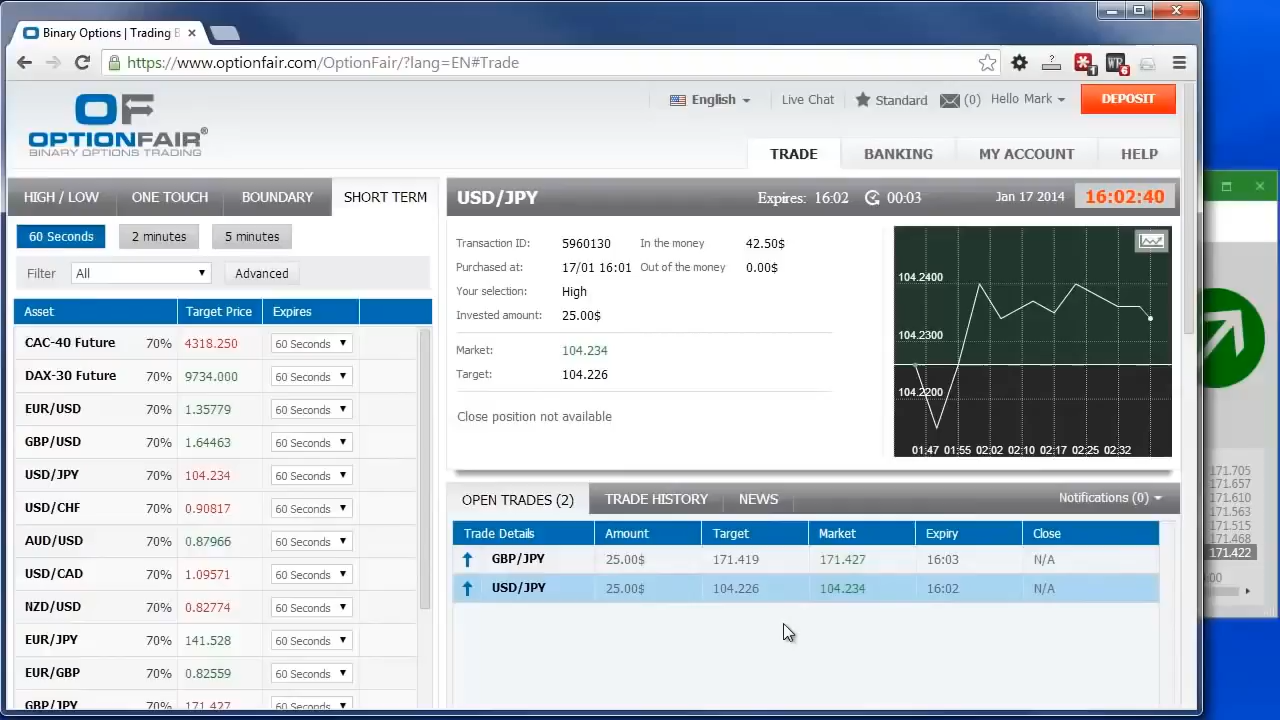 Binary Options | Trading B
https://www.optionfair.com/OptionFair/?lang=EN#Trade
English
Live Chat
Standard
(0)
Hello Mark
DEPOSIT
OF
OPTIONFAIR®
BINARY OPTIONS TRADING
TRADE
BANKING
MY ACCOUNT
HELP
HIGH / LOW
ONE TOUCH
BOUNDARY
SHORT TERM
60 Seconds
2 minutes
5 minutes
Filter
All
Advanced
Asset Target Price Expires
CAC-40 Future 70% 4318.250 60 Seconds
DAX-30 Future 70% 9734.000 60 Seconds
EUR/USD 70% 1.35779 60 Seconds
GBP/USD 70% 1.64463 60 Seconds
USD/JPY 70% 104.234 60 Seconds
USD/CHF 70% 0.90817 60 Seconds
AUD/USD 70% 0.87966 60 Seconds
USD/CAD 70% 1.09571 60 Seconds
NZD/USD 70% 0.82774 60 Seconds
EUR/JPY 70% 141.528 60 Seconds
EUR/GBP 70% 0.82559 60 Seconds
GBP/JPY 70% 171.427 60 Seconds
USD/JPY Expires: 16:02 00:03 Jan 17 2014 16:02:40
Transaction ID: 5960130 In the money 42.50$
Purchased at: 17/01 16:01 Out of the money 0.00$
Your selection: High
Invested amount: 25.00$
Market: 104.234
Target: 104.226
Close position not available
104.2400
104.2300
104.2200
01:47 01:55 02:02 02:10 02:17 02:25 02:32
OPEN TRADES (2)
TRADE HISTORY
NEWS
Notifications (0)
Trade Details Amount Target Market Expiry Close
GBP/JPY 25.00$ 171.419 171.427 16:03 N/A
USD/JPY 25.00$ 104.226 104.234 16:02 N/A
171.705
171.657
171.610
171.563
171.515
171.468
171.422